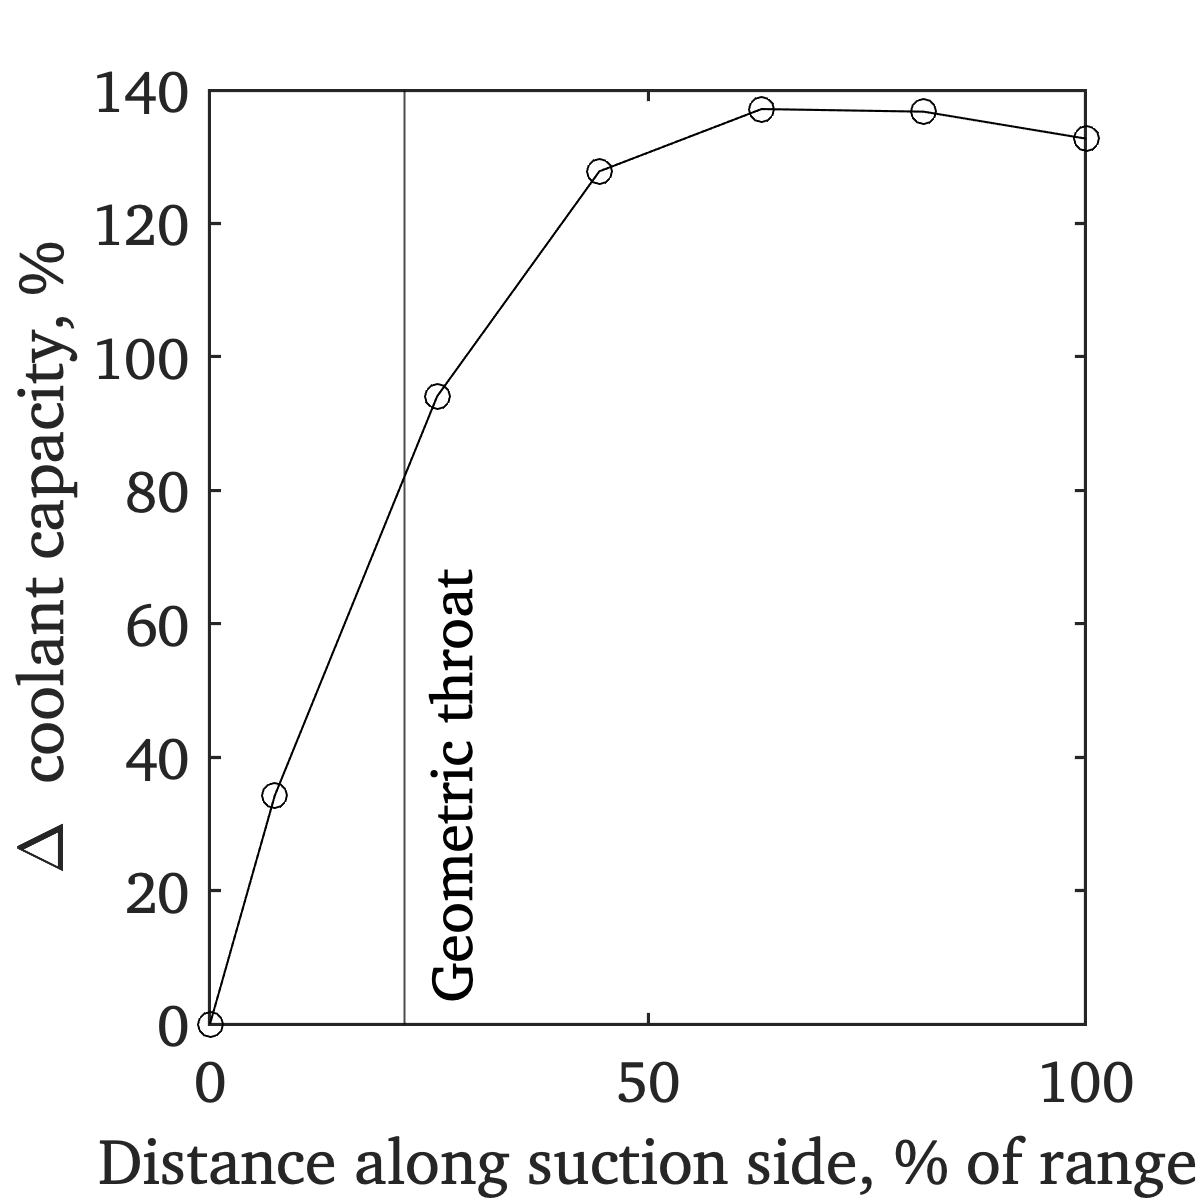 140
120
100
80
60
40
20
0
0 50 100
Δ coolant capacity, %
Geometric throat
Distance along suction side, % of range